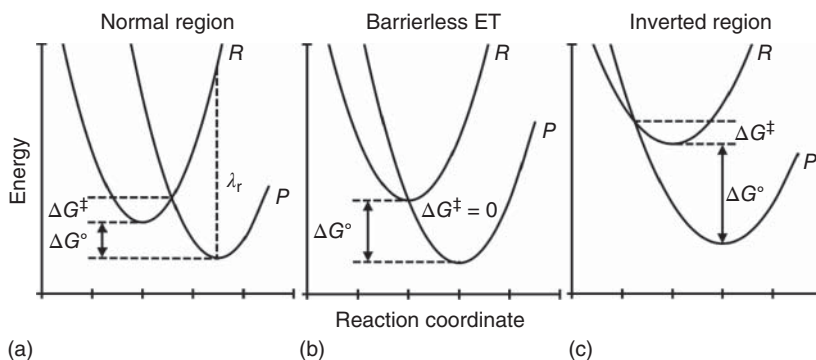 Normal region
Barrierless ET
Inverted region
Energy
R
P
λr
ΔG‡
ΔG°
R
P
ΔG‡ = 0
ΔG°
R
P
ΔG‡
ΔG°
Reaction coordinate
(a)
(b)
(c)